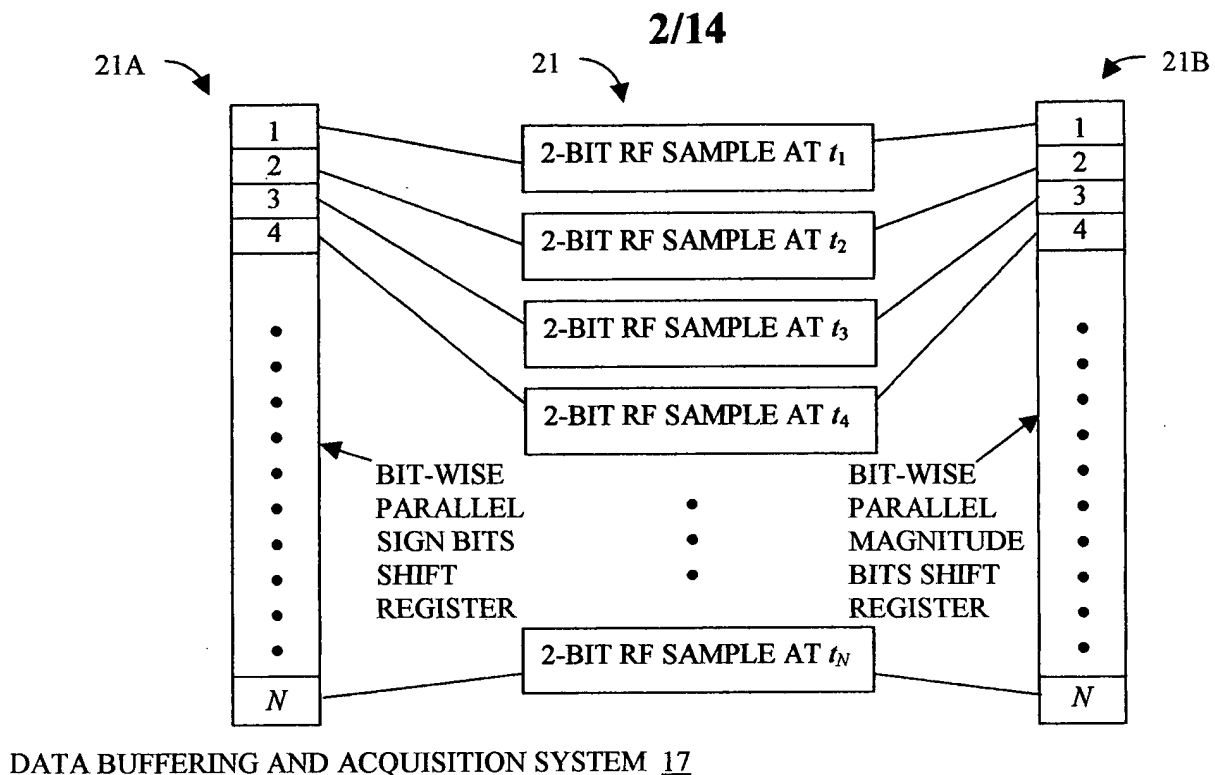 2/14
21A
21
21B
1
2
3
4
N
2-BIT RF SAMPLE AT t₁
2-BIT RF SAMPLE AT t₂
2-BIT RF SAMPLE AT t₃
2-BIT RF SAMPLE AT t₄
2-BIT RF SAMPLE AT t_N
1
2
3
4
N
BIT-WISE
PARALLEL
SIGN BITS
SHIFT
REGISTER
BIT-WISE
PARALLEL
MAGNITUDE
BITS SHIFT
REGISTER
DATA BUFFERING AND ACQUISITION SYSTEM 17